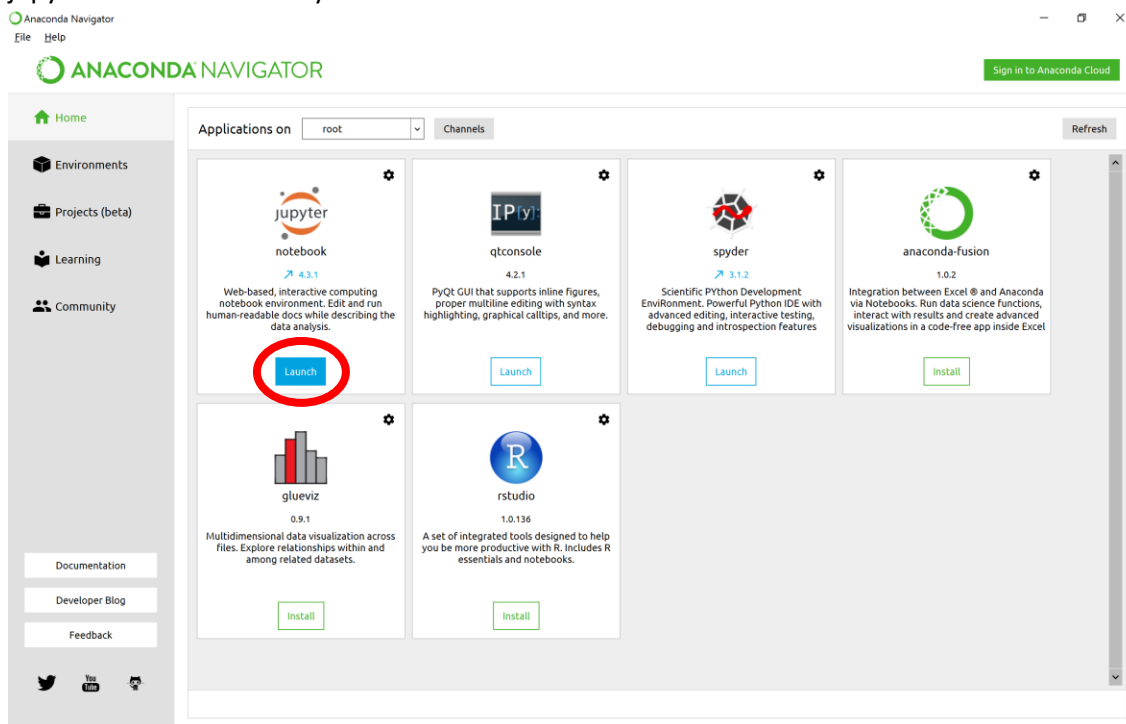 Anaconda Navigator
File Help
ANACONDA NAVIGATOR
Sign in to Anaconda Cloud
Home
Environments
Projects (beta)
Learning
Community
Documentation
Developer Blog
Feedback
You
Tube
Applications on root Channels Refresh
jupyter
notebook
4.3.1
Web-based, interactive computing
notebook environment. Edit and run
human-readable docs while describing the
data analysis.
Launch
IP[y]:
qtconsole
4.2.1
PyQt GUI that supports inline figures,
proper multiline editing with syntax
highlighting, graphical calltips, and more.
Launch
spyder
3.1.2
Scientific PYthon Development
EnviRonment. Powerful Python IDE with
advanced editing, interactive testing,
debugging and introspection features
Launch
anaconda-fusion
1.0.2
Integration between Excel ® and Anaconda
via Notebooks. Run data science functions,
interact with results and create advanced
visualizations in a code-free app inside Excel
Install
glueviz
0.9.1
Multidimensional data visualization across
files. Explore relationships within and
among related datasets.
Install
R
rstudio
1.0.136
A set of integrated tools designed to help
you be more productive with R. Includes R
essentials and notebooks.
Install